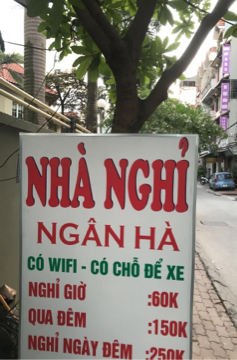 NHÀ NGHỈ
NGÂN HÀ
CÓ WIFI - CÓ CHỖ ĐỂ XE
NGHỈ GIỜ :60K
QUA ĐÊM :150K
NGHỈ NGÀY ĐÊM :250K